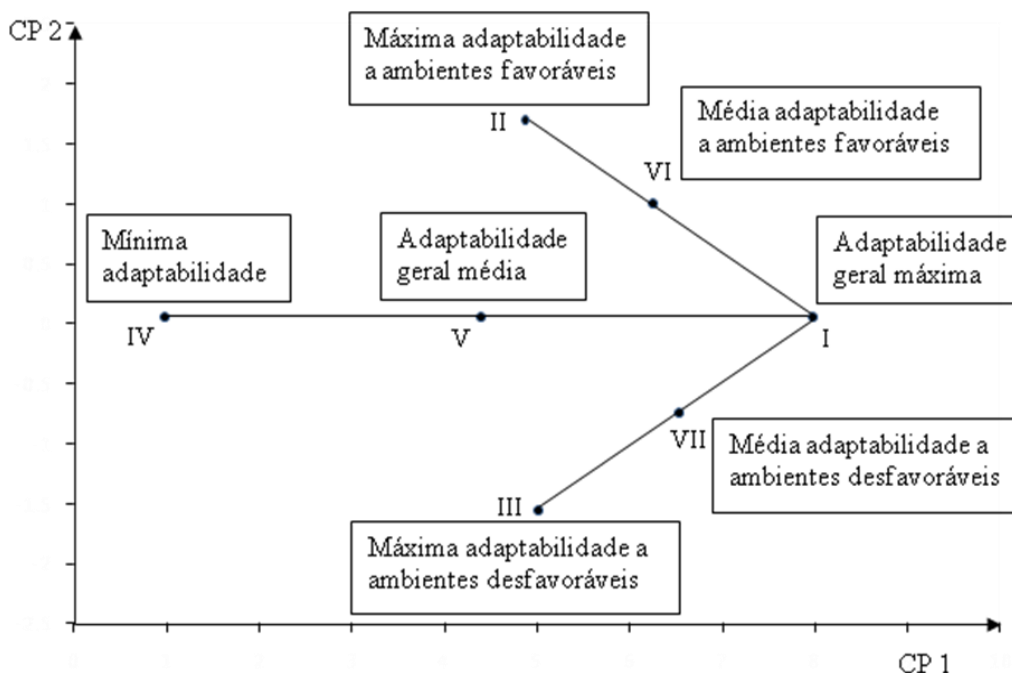 CP 2
Máxima adaptabilidade
a ambientes favoráveis
II
Média adaptabilidade
a ambientes favoráveis
VI
Mínima
adaptabilidade
Adaptabilidade
geral média
Adaptabilidade
geral máxima
IV
V
I
VII
Média adaptabilidade a
ambientes desfavoráveis
III
Máxima adaptabilidade a
ambientes desfavoráveis
CP 1